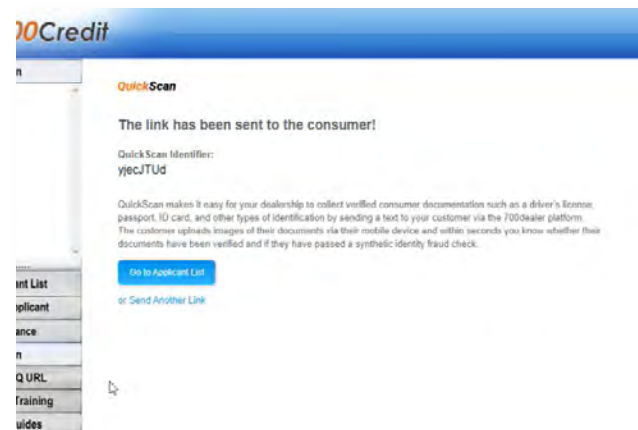 00Credit
n
QuickScan
The link has been sent to the consumer!
QuickScan Identifier:
yjecJTUd
QuickScan makes it easy for your dealership to collect verified consumer documentation such as a driver's license,
passport, ID card, and other types of identification by sending a text to your customer via the 700dealer platform.
The customer uploads images of their documents via their mobile device and within seconds you know whether their
documents have been verified and if they have passed a synthetic identity fraud check.
Go to Applicant List
or Send Another Link
ant List
pplicant
ance
n
Q URL
Training
uides